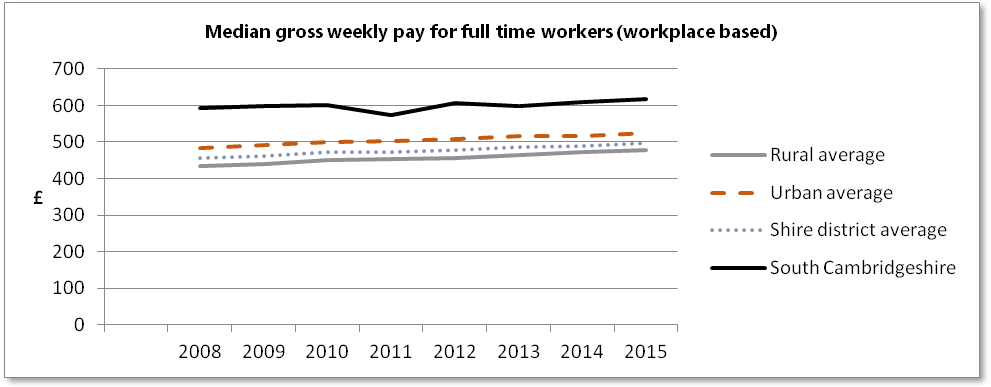 Median gross weekly pay for full time workers (workplace based)
700
600
500
400
300
200
100
0
£
2008 2009 2010 2011 2012 2013 2014 2015
Rural average
Urban average
Shire district average
South Cambridgeshire